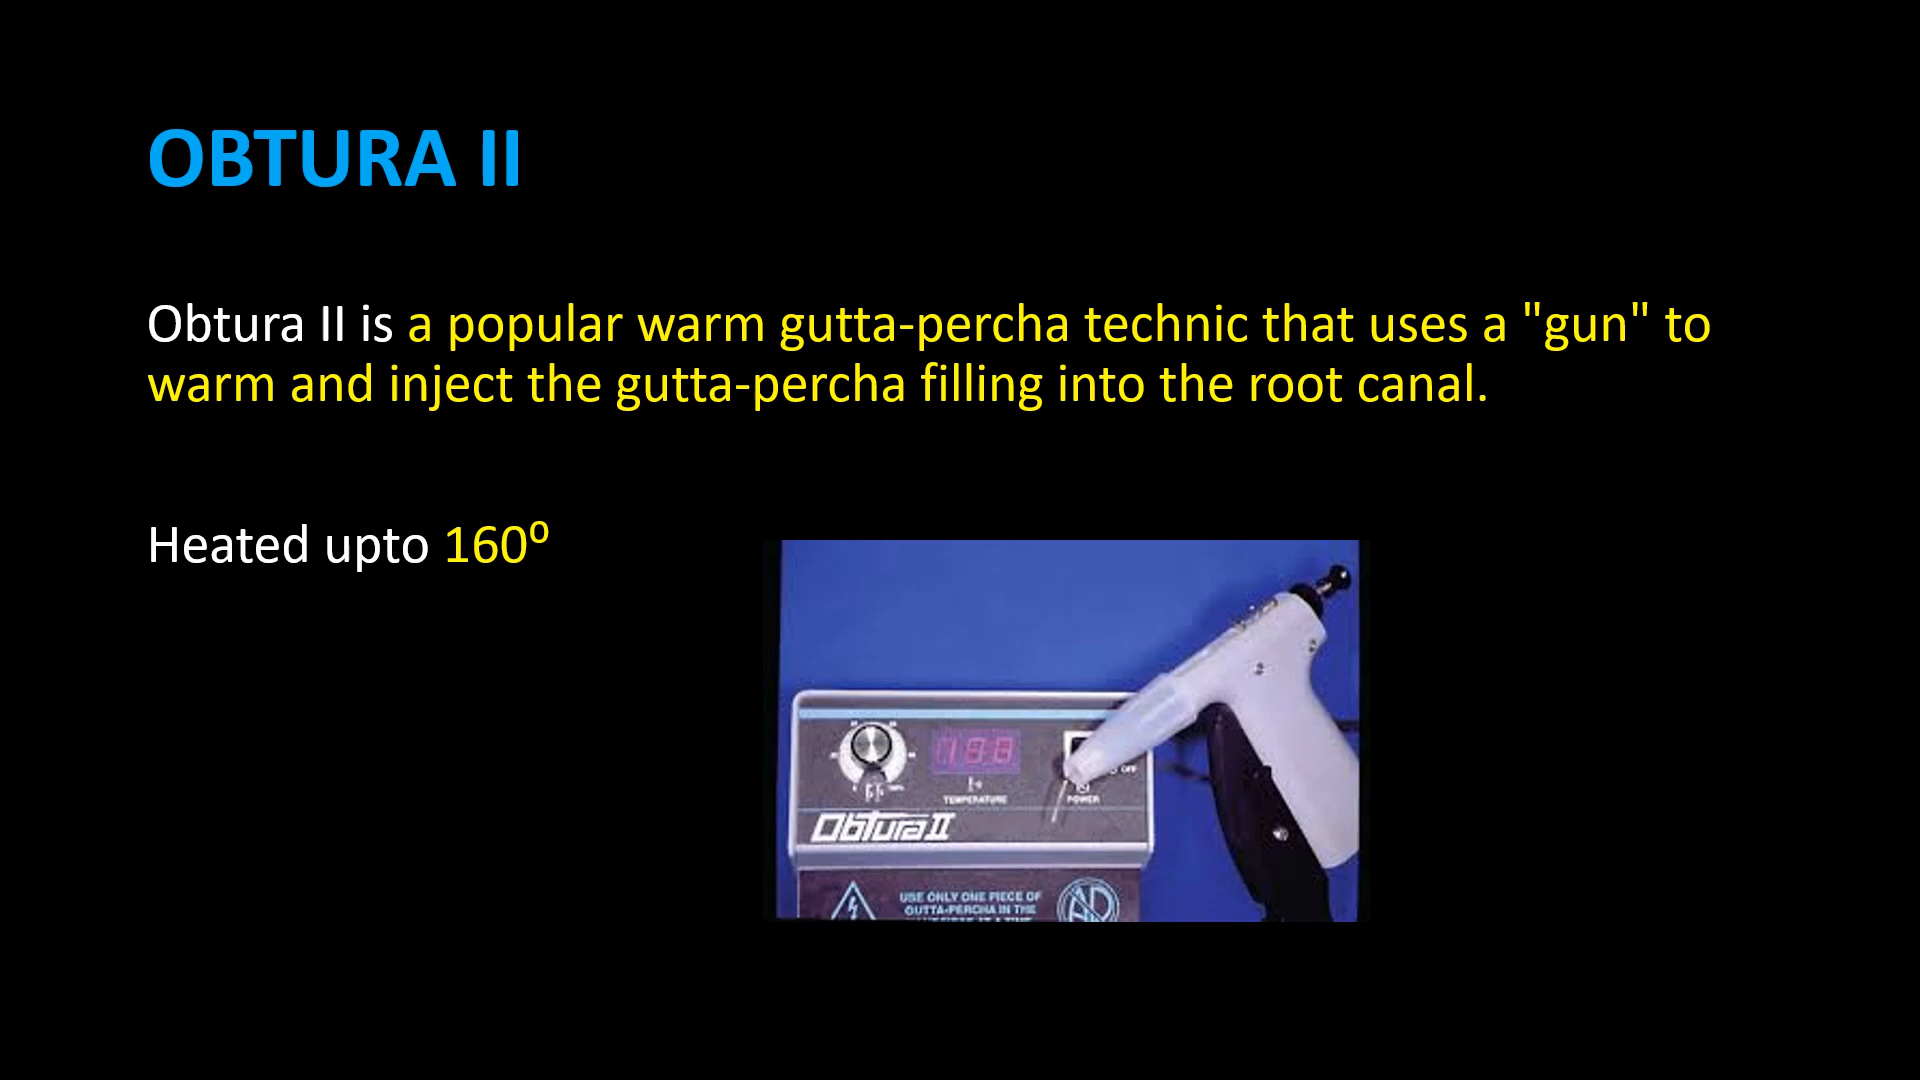 OBTURA II
Obtura II is a popular warm gutta-percha technic that uses a "gun" to
warm and inject the gutta-percha filling into the root canal.
Heated upto 160⁰
OFF
TEMPERATURE
POWER
Obtura II
USE ONLY ONE PIECE OF
GUTTA-PERCHA IN THE